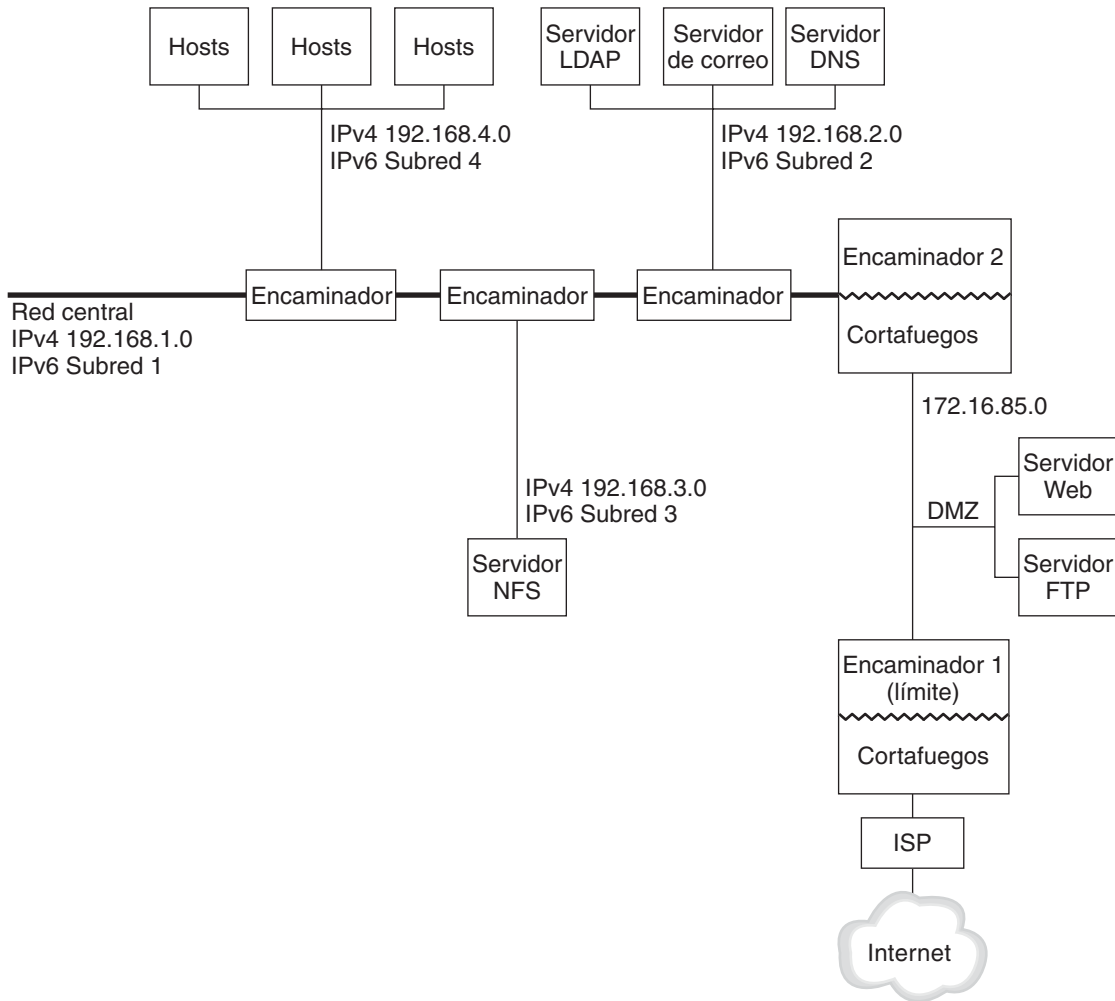 Hosts
Hosts
Hosts
Servidor
LDAP
Servidor
de correo
Servidor
DNS
IPv4 192.168.4.0
IPv6 Subred 4
IPv4 192.168.2.0
IPv6 Subred 2
Encaminador
Encaminador
Encaminador
Encaminador 2
Cortafuegos
Red central
IPv4 192.168.1.0
IPv6 Subred 1
172.16.85.0
IPv4 192.168.3.0
IPv6 Subred 3
Servidor
NFS
DMZ
Servidor
Web
Servidor
FTP
Encaminador 1
(límite)
Cortafuegos
ISP
Internet